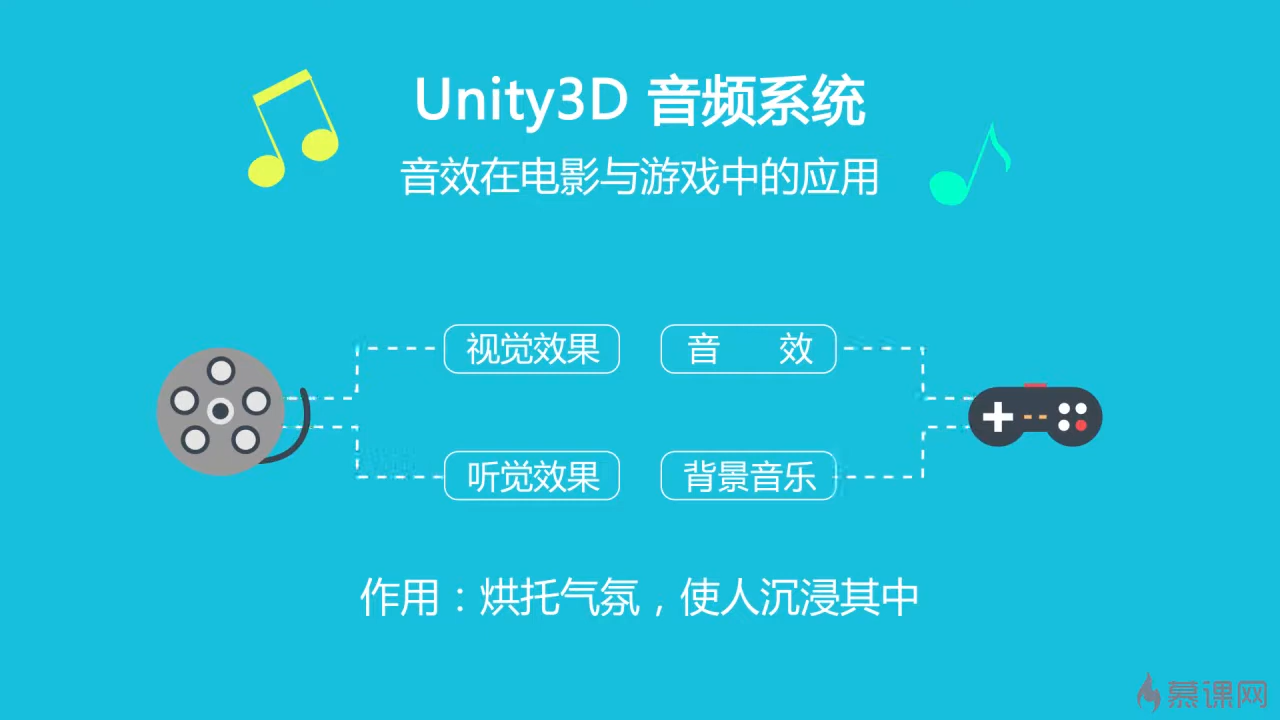 Unity3D 音频系统
音效在电影与游戏中的应用
视觉效果
音 效
听觉效果
背景音乐
作用：烘托气氛，使人沉浸其中
慕课网